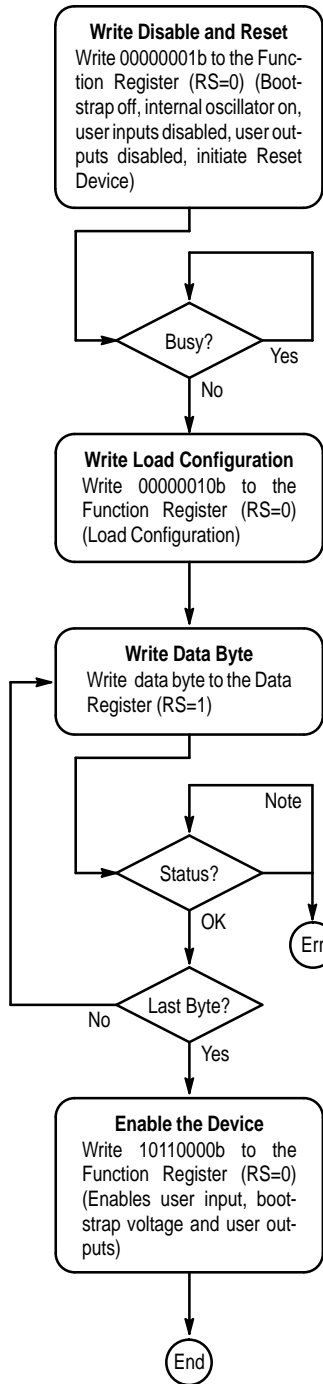 Write Disable and Reset
Write 00000001b to the Func-
tion Register (RS=0) (Boot-
strap off, internal oscillator on,
user inputs disabled, user out-
puts disabled, initiate Reset
Device)
Busy?
Yes
No
Write Load Configuration
Write 00000010b to the
Function Register (RS=0)
(Load Configuration)
Write Data Byte
Write data byte to the Data
Register (RS=1)
Note
Status?
OK
Err
Last Byte?
No
Yes
Enable the Device
Write 10110000b to the
Function Register (RS=0)
(Enables user input, boot-
strap voltage and user out-
puts)
End